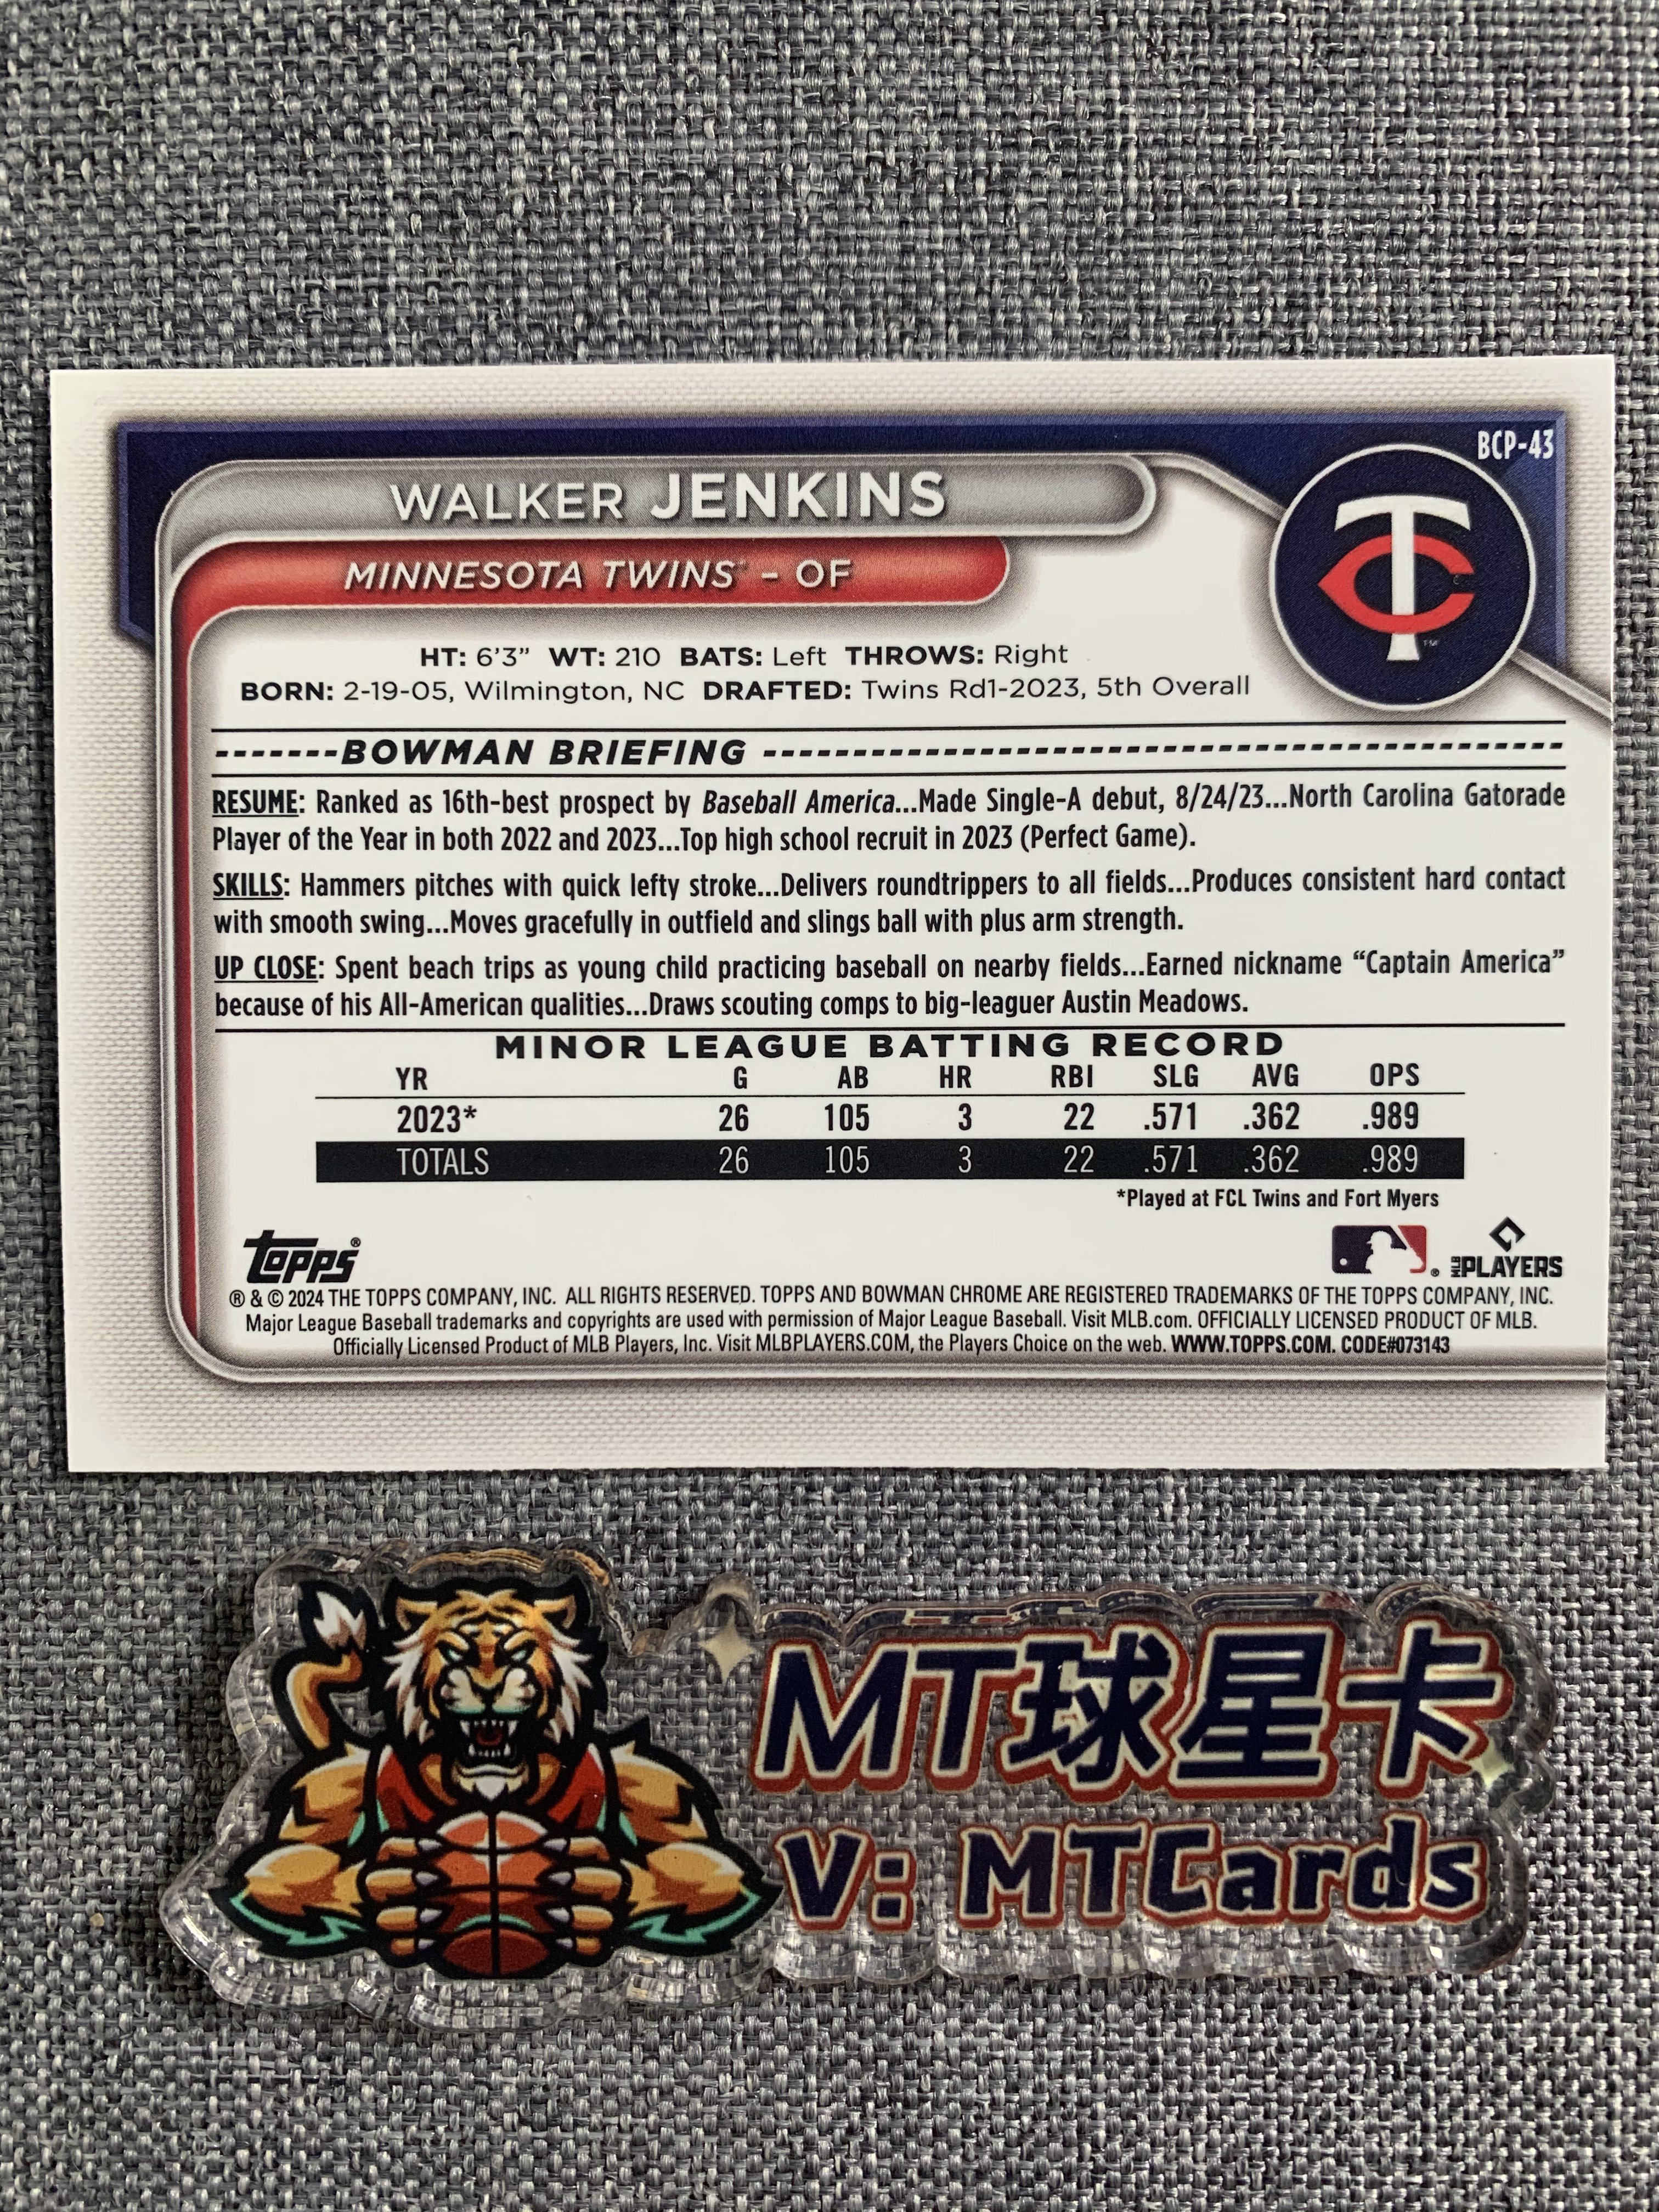 BCP-43
WALKER JENKINS
MINNESOTA TWINS® - OF
TC
TM
HT: 6'3" WT: 210 BATS: Left THROWS: Right
BORN: 2-19-05, Wilmington, NC DRAFTED: Twins Rd1-2023, 5th Overall
-------BOWMAN BRIEFING ------------------------------------------------
RESUME: Ranked as 16th-best prospect by Baseball America...Made Single-A debut, 8/24/23...North Carolina Gatorade
Player of the Year in both 2022 and 2023...Top high school recruit in 2023 (Perfect Game).
SKILLS: Hammers pitches with quick lefty stroke...Delivers roundtrippers to all fields...Produces consistent hard contact
with smooth swing...Moves gracefully in outfield and slings ball with plus arm strength.
UP CLOSE: Spent beach trips as young child practicing baseball on nearby fields...Earned nickname “Captain America”
because of his All-American qualities...Draws scouting comps to big-leaguer Austin Meadows.
MINOR LEAGUE BATTING RECORD
YR G AB HR RBI SLG AVG OPS
2023* 26 105 3 22 .571 .362 .989
TOTALS 26 105 3 22 .571 .362 .989
*Played at FCL Twins and Fort Myers
topps® ® MLB PLAYERS
® & © 2024 THE TOPPS COMPANY, INC. ALL RIGHTS RESERVED. TOPPS AND BOWMAN CHROME ARE REGISTERED TRADEMARKS OF THE TOPPS COMPANY, INC.
Major League Baseball trademarks and copyrights are used with permission of Major League Baseball. Visit MLB.com. OFFICIALLY LICENSED PRODUCT OF MLB.
Officially Licensed Product of MLB Players, Inc. Visit MLBPLAYERS.COM, the Players Choice on the web. WWW.TOPPS.COM. CODE#073143
MT球星卡
V: MTCards